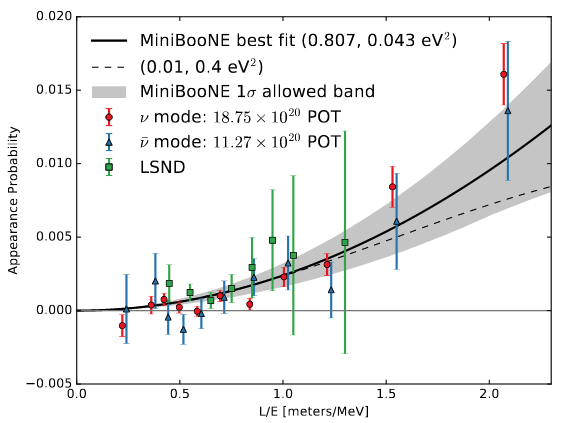 0.020
0.015
0.010
0.005
0.000
−0.005
Appearance Probability
MiniBooNE best fit (0.807, 0.043 eV²)
(0.01, 0.4 eV²)
MiniBooNE 1σ allowed band
ν mode: 18.75 × 10²⁰ POT
ν̄ mode: 11.27 × 10²⁰ POT
LSND
0.0 0.5 1.0 1.5 2.0
L/E [meters/MeV]